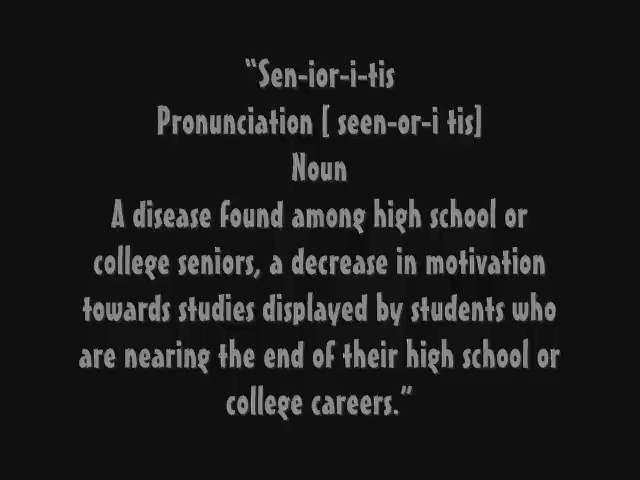 “Sen-ior-i-tis
Pronunciation [ seen-or-i tis]
Noun
A disease found among high school or
college seniors, a decrease in motivation
towards studies displayed by students who
are nearing the end of their high school or
college careers.”